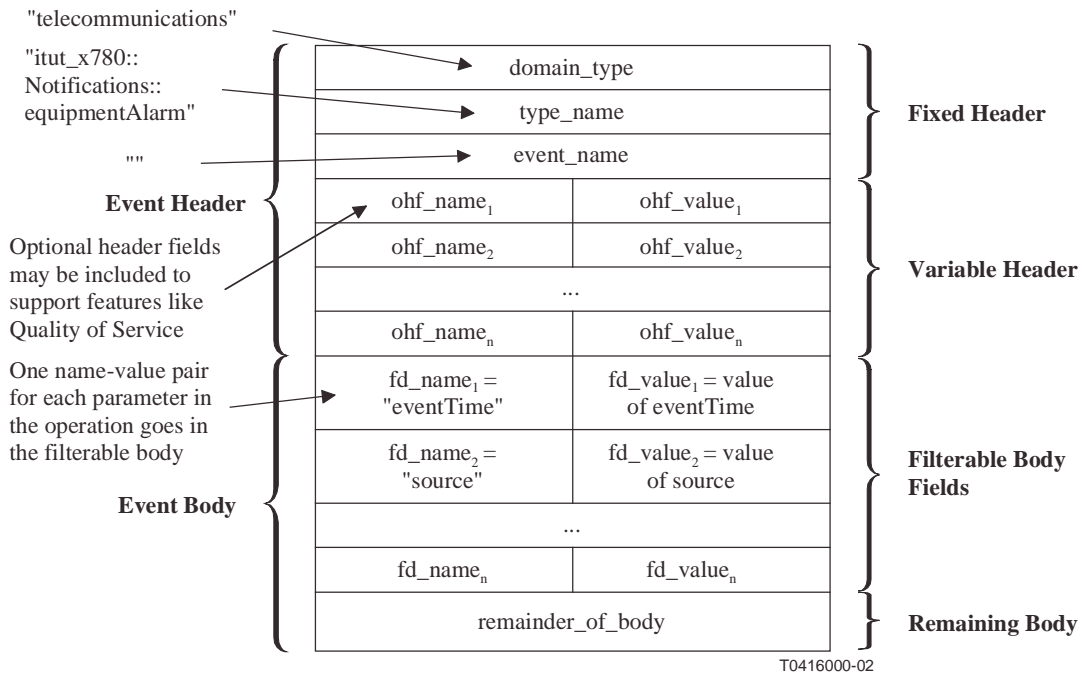 "telecommunications"
"itut_x780::
Notifications::
equipmentAlarm"
""
Event Header
Optional header fields
may be included to
support features like
Quality of Service
One name-value pair
for each parameter in
the operation goes in
the filterable body
Event Body
domain_type
type_name
event_name
ohf_name1 ohf_value1
ohf_name2 ohf_value2
...
ohf_namen ohf_valuen
fd_name1 = fd_value1 = value
"eventTime" of eventTime
fd_name2 = fd_value2 = value
"source" of source
...
fd_namen fd_valuen
remainder_of_body
Fixed Header
Variable Header
Filterable Body
Fields
Remaining Body
T0416000-02